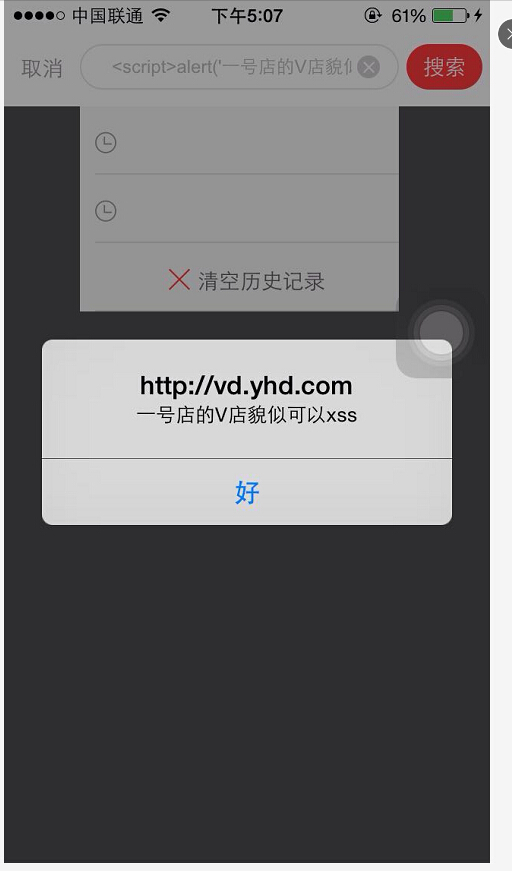 中国联通 下午5:07 61%
取消 <script>alert('一号店的V店貌似 搜索
清空历史记录
http://vd.yhd.com
一号店的V店貌似可以xss
好